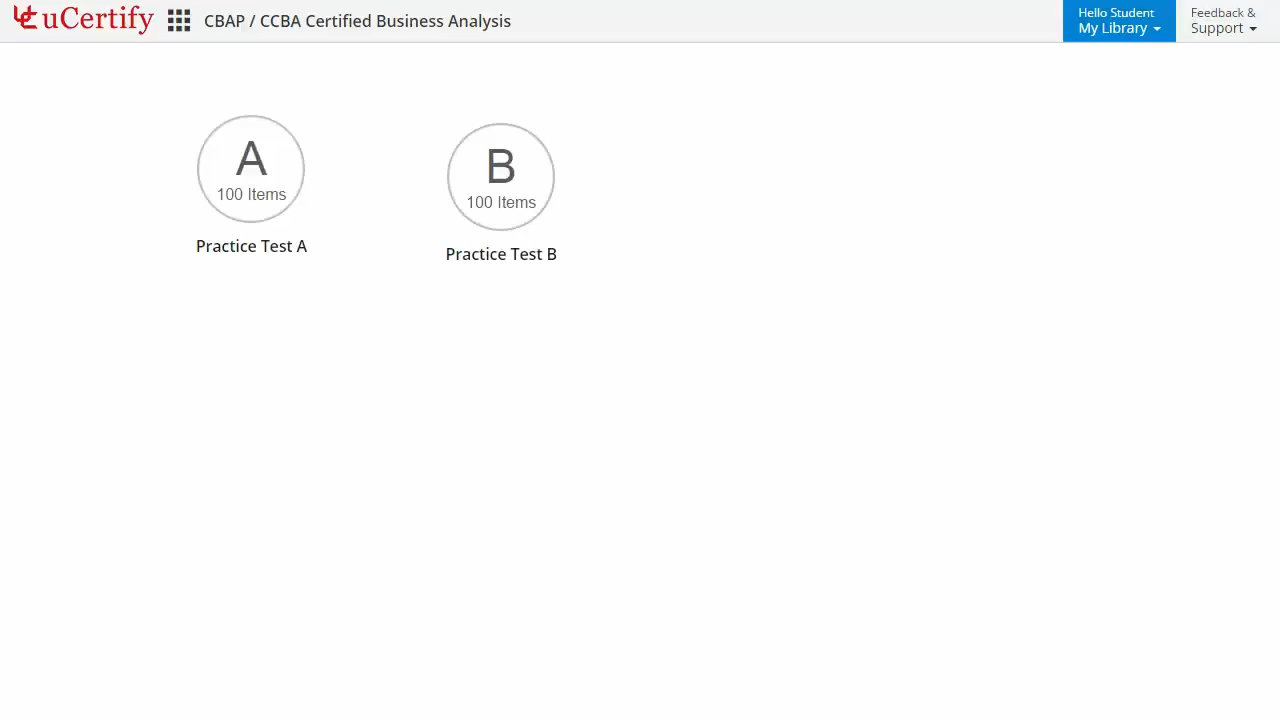 uCertify
CBAP / CCBA Certified Business Analysis
Hello Student
My Library
Feedback &
Support
A
100 Items
Practice Test A
B
100 Items
Practice Test B